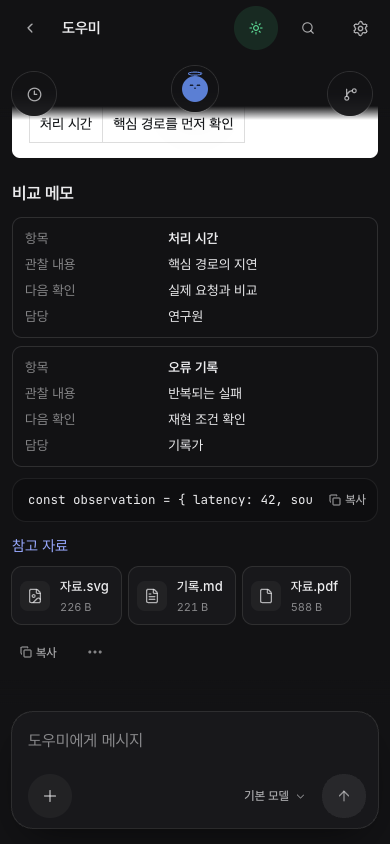 도우미
처리 시간 핵심 경로를 먼저 확인
비교 메모
항목 처리 시간
관찰 내용 핵심 경로의 지연
다음 확인 실제 요청과 비교
담당 연구원
항목 오류 기록
관찰 내용 반복되는 실패
다음 확인 재현 조건 확인
담당 기록가
const observation = { latency: 42, sou 복사
참고 자료
자료.svg 기록.md 자료.pdf
226 B 221 B 588 B
복사
도우미에게 메시지
기본 모델